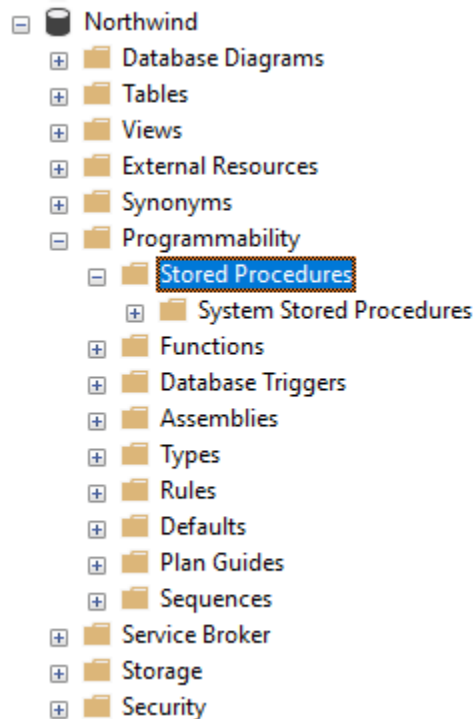 Northwind
Database Diagrams
Tables
Views
External Resources
Synonyms
Programmability
Stored Procedures
System Stored Procedures
Functions
Database Triggers
Assemblies
Types
Rules
Defaults
Plan Guides
Sequences
Service Broker
Storage
Security